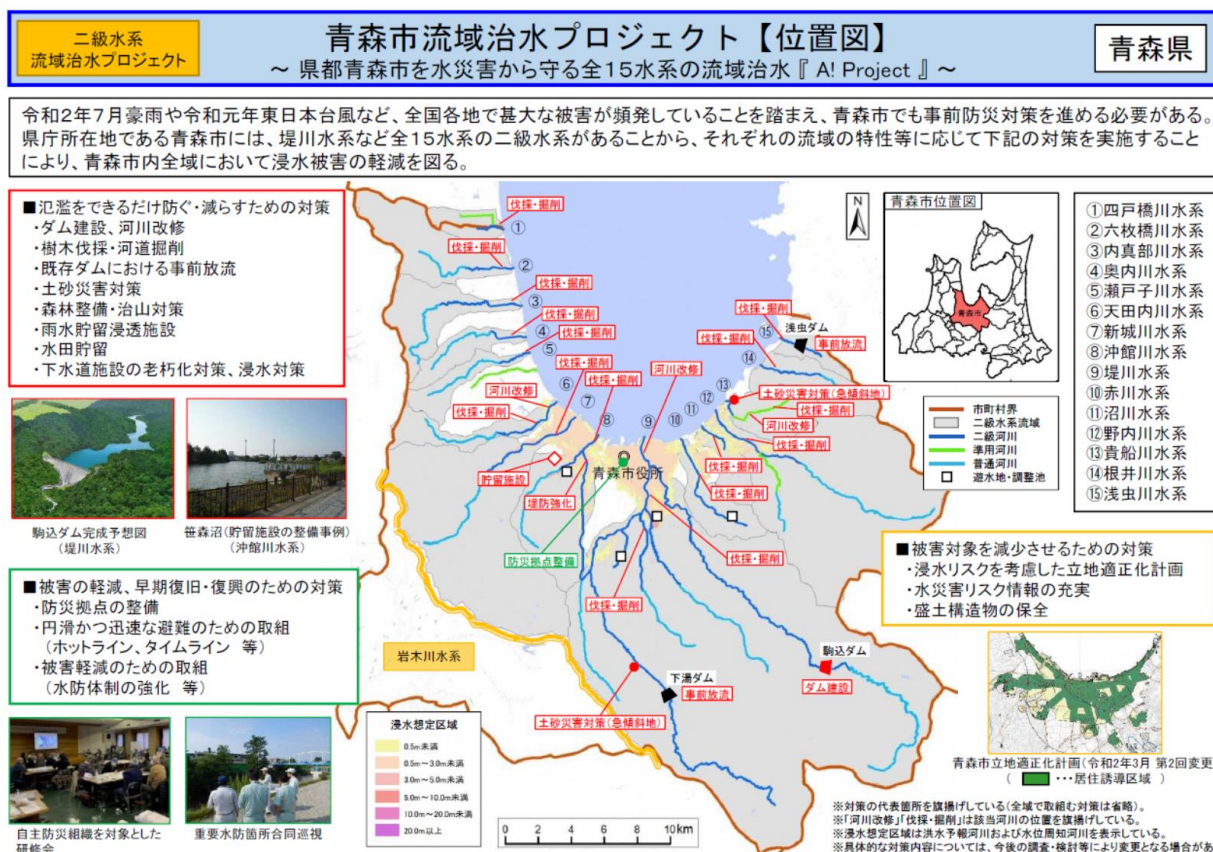 二級水系
流域治水プロジェクト
青森市流域治水プロジェクト【位置図】
～ 県都青森市を水災害から守る全15水系の流域治水『 A! Project 』～
青森県
令和2年7月豪雨や令和元年東日本台風など、全国各地で甚大な被害が頻発していることを踏まえ、青森市でも事前防災対策を進める必要がある。
県庁所在地である青森市には、堤川水系など全15水系の二級水系があることから、それぞれの流域の特性等に応じて下記の対策を実施すること
により、青森市内全域において浸水被害の軽減を図る。
■氾濫をできるだけ防ぐ・減らすための対策
・ダム建設、河川改修
・樹木伐採・河道掘削
・既存ダムにおける事前放流
・土砂災害対策
・森林整備・治山対策
・雨水貯留浸透施設
・水田貯留
・下水道施設の老朽化対策、浸水対策
駒込ダム完成予想図
（堤川水系）
笹森沼（貯留施設の整備事例）
（沖館川水系）
■被害の軽減、早期復旧・復興のための対策
・防災拠点の整備
・円滑かつ迅速な避難のための取組
（ホットライン、タイムライン 等）
・被害軽減のための取組
（水防体制の強化 等）
自主防災組織を対象とした
研修会
重要水防箇所合同巡視
伐採・掘削
①
伐採・掘削
②
伐採・掘削
③
伐採・掘削
④
伐採・掘削
⑤
伐採・掘削
河川改修
⑥
伐採・掘削
伐採・掘削
⑦
⑧
河川改修
⑨
⑩
⑪
⑫
⑬
⑭
⑮
伐採・掘削
浅虫ダム
伐採・掘削
事前放流
伐採・掘削
土砂災害対策（急傾斜地）
伐採・掘削
河川改修
伐採・掘削
伐採・掘削
伐採・掘削
伐採・掘削
青森市役所
貯留施設
堤防強化
防災拠点整備
伐採・掘削
岩木川水系
駒込ダム
ダム建設
下湯ダム
事前放流
土砂災害対策（急傾斜地）
N
浸水想定区域
0.5m未満
0.5m～3.0m未満
3.0m～5.0m未満
5.0m～10.0m未満
10.0m～20.0m未満
20.0m以上
0 2 4 6 8 10km
青森市位置図
青森市
市町村界
二級水系流域
二級河川
準用河川
普通河川
遊水地・調整池
①四戸橋川水系
②六枚橋川水系
③内真部川水系
④奥内川水系
⑤瀬戸子川水系
⑥天田内川水系
⑦新城川水系
⑧沖館川水系
⑨堤川水系
⑩赤川水系
⑪沼川水系
⑫野内川水系
⑬貴船川水系
⑭根井川水系
⑮浅虫川水系
■被害対象を減少させるための対策
・浸水リスクを考慮した立地適正化計画
・水災害リスク情報の充実
・盛土構造物の保全
青森市立地適正化計画（令和2年3月 第2回変更
（ ・・・居住誘導区域 ）
※対策の代表箇所を旗揚げしている（全域で取組む対策は省略）。
※「河川改修」「伐採・掘削」は該当河川の位置を旗揚げしている。
※浸水想定区域は洪水予報河川および水位周知河川を表示している。
※具体的な対策内容については、今後の調査・検討等により変更となる場合があ